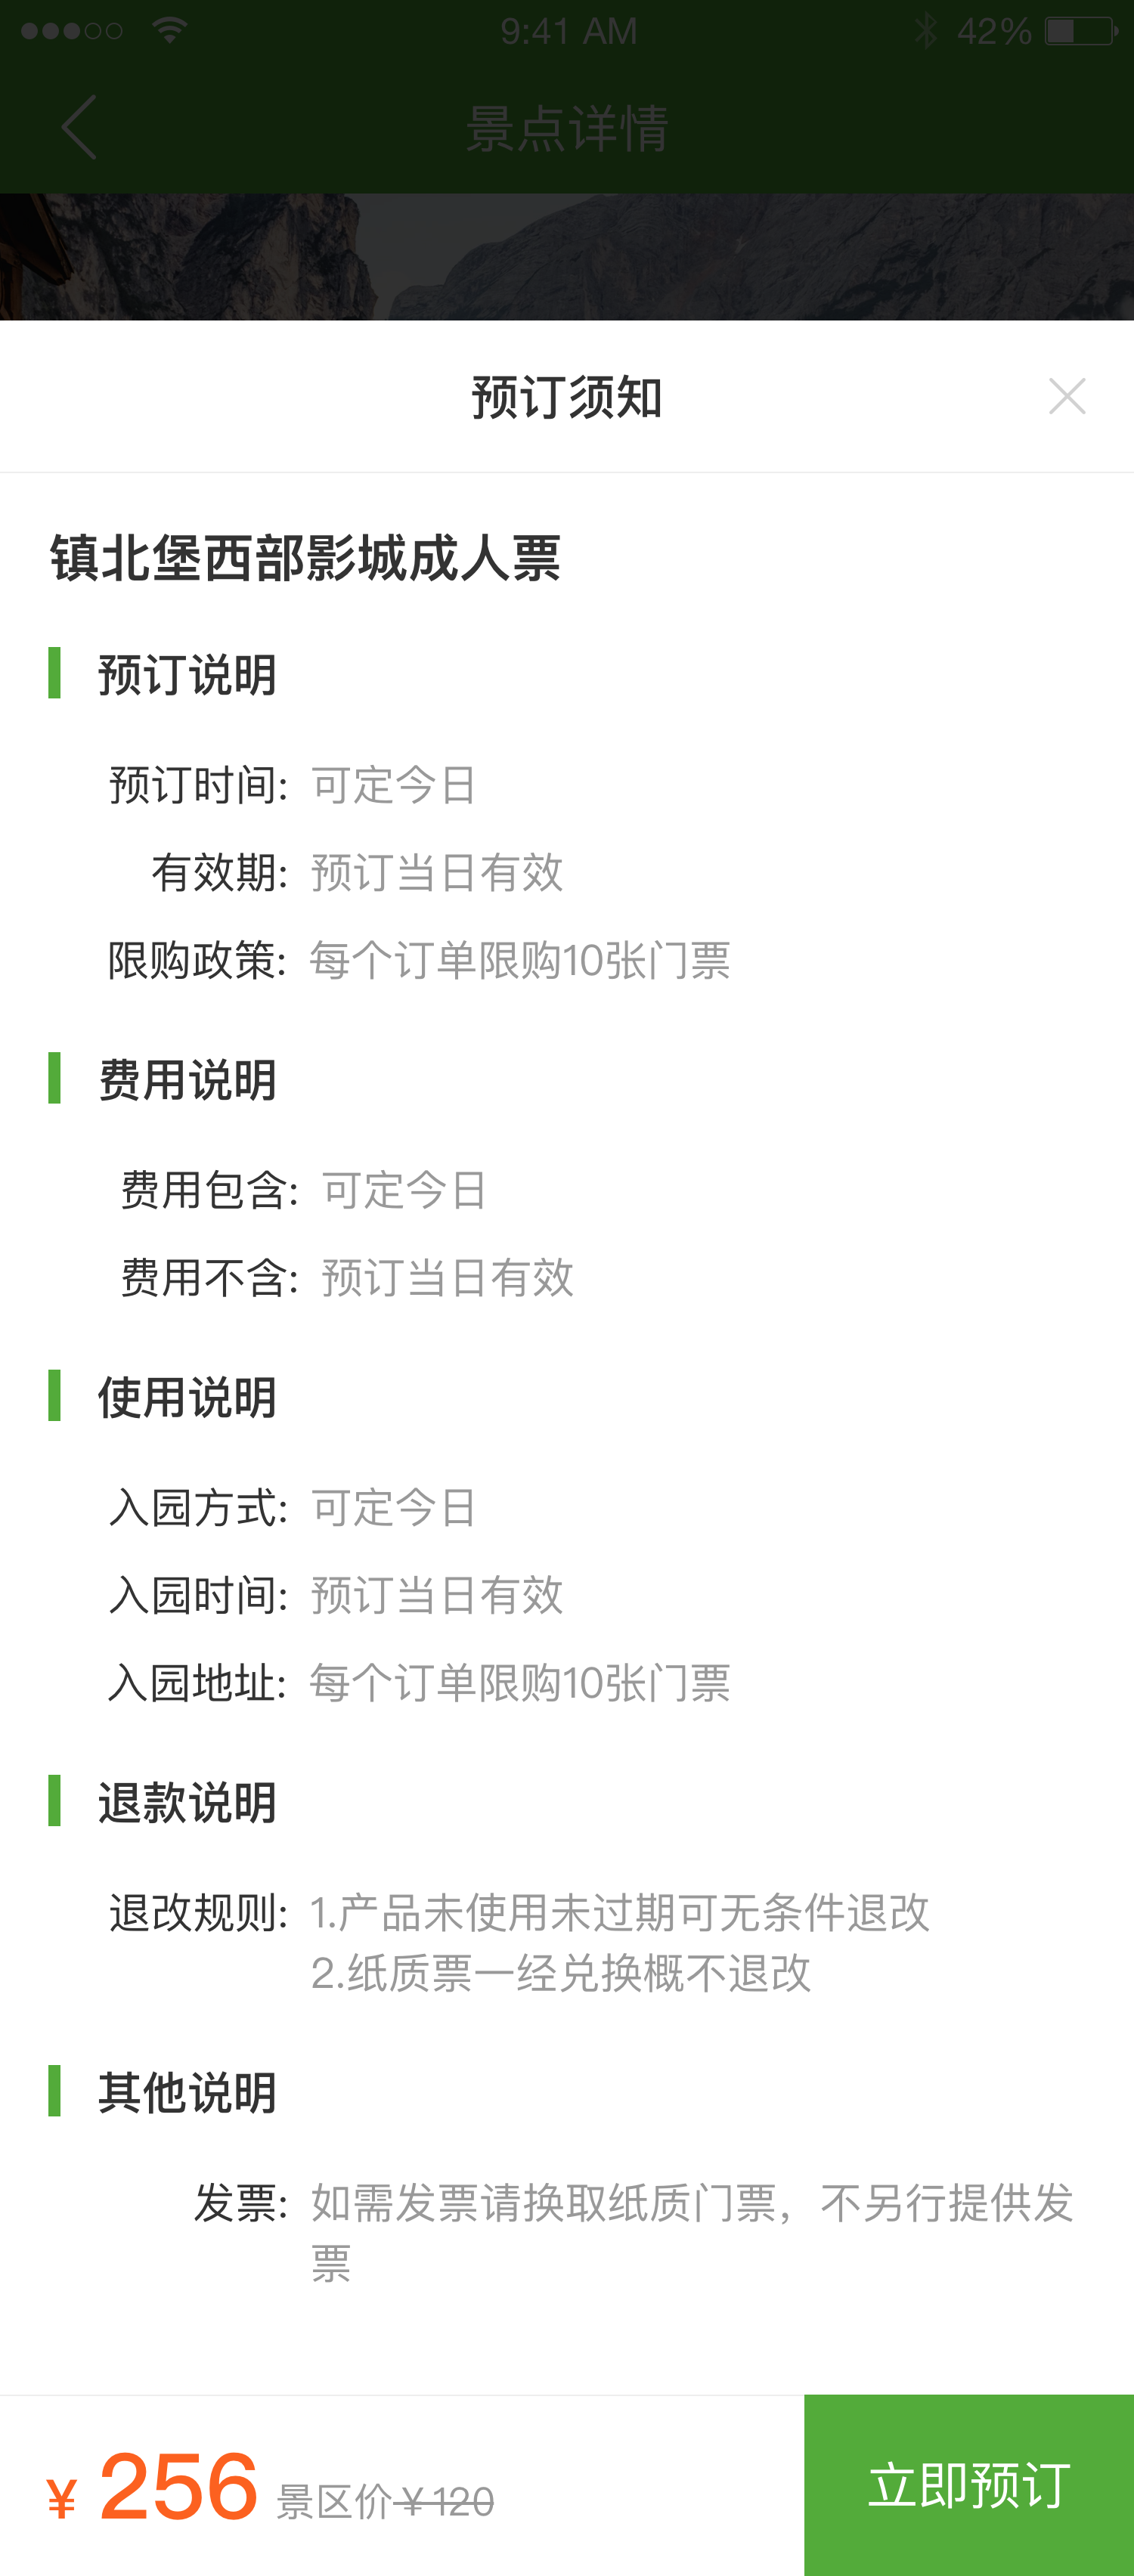 9:41 AM
42%
景点详情
预订须知
镇北堡西部影城成人票
预订说明
预订时间: 可定今日
有效期: 预订当日有效
限购政策: 每个订单限购10张门票
费用说明
费用包含: 可定今日
费用不含: 预订当日有效
使用说明
入园方式: 可定今日
入园时间: 预订当日有效
入园地址: 每个订单限购10张门票
退款说明
退改规则: 1.产品未使用未过期可无条件退改
2.纸质票一经兑换概不退改
其他说明
发票: 如需发票请换取纸质门票，不另行提供发
票
¥ 256 景区价¥120
立即预订